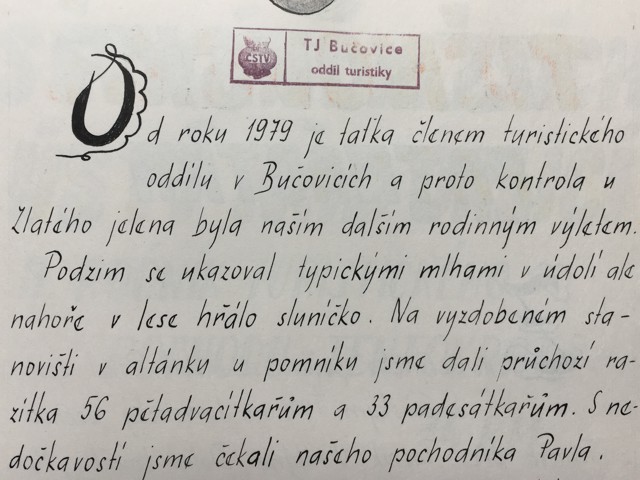 ČSTV
TJ Bučovice
oddíl turistiky
Od roku 1979 je taťka členem turistického
oddílu v Bučovicích a proto kontrola u
Zlatého jelena byla naším dalším rodinným výletem.
Podzim se ukazoval typickými mlhami v údolí ale
nahoře v lese hřálo sluníčko. Na vyzdobeném sta-
novišti v altánku u pomníku jsme dali průchozí ra-
zítka 56 pětadvacítkařům a 33 padesátkařům. S ne-
dočkavostí jsme čekali našeho pochodníka Pavla.